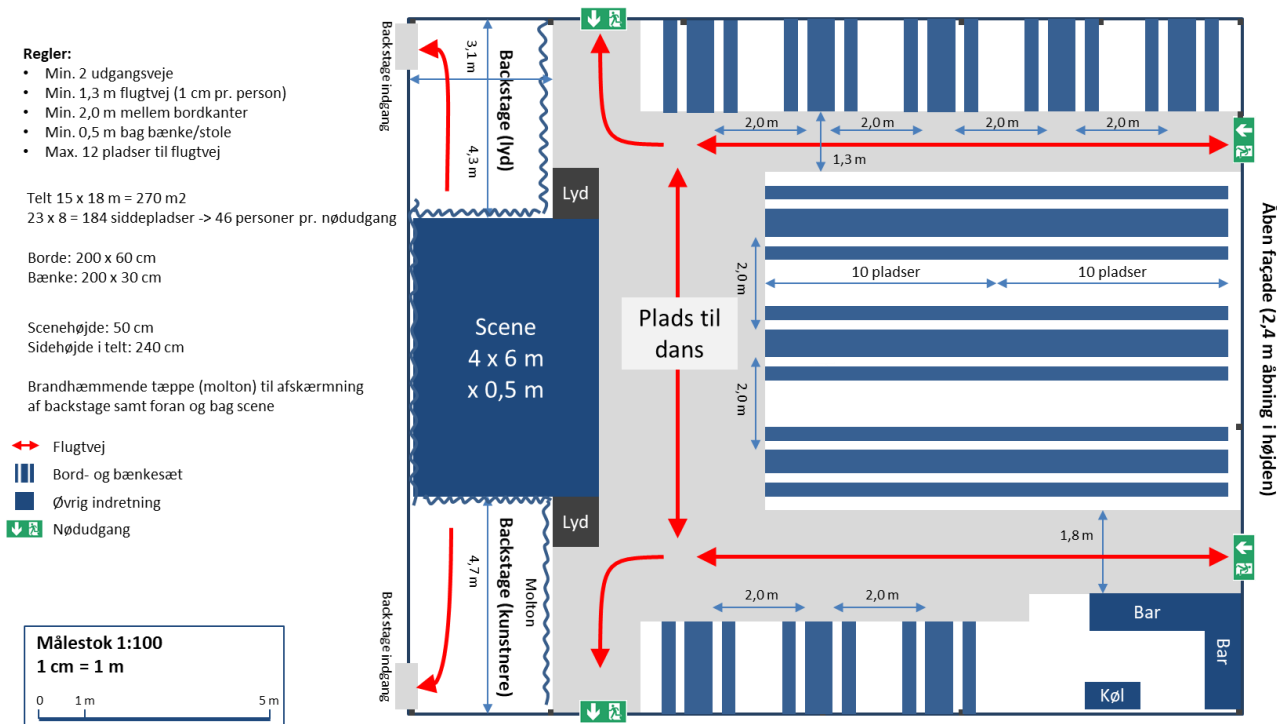 Regler:
• Min. 2 udgangsveje
• Min. 1,3 m flugtvej (1 cm pr. person)
• Min. 2,0 m mellem bordkanter
• Min. 0,5 m bag bænke/stole
• Max. 12 pladser til flugtvej
Telt 15 x 18 m = 270 m2
23 x 8 = 184 siddepladser -> 46 personer pr. nødudgang
Borde: 200 x 60 cm
Bænke: 200 x 30 cm
Scenehøjde: 50 cm
Sidehøjde i telt: 240 cm
Brandhæmmende tæppe (molton) til afskærmning
af backstage samt foran og bag scene
Flugtvej
Bord- og bænkesæt
Øvrig indretning
Nødudgang
Målestok 1:100
1 cm = 1 m
0 1 m 5 m
Backstage indgang
3,1 m
4,3 m
Backstage (lyd)
Lyd
Scene
4 x 6 m
x 0,5 m
Lyd
Backstage indgang
4,7 m
Backstage (kunstnere)
Molton
Plads til
dans
2,0 m
2,0 m
2,0 m
2,0 m
1,3 m
2,0 m
10 pladser
10 pladser
2,0 m
1,8 m
2,0 m
2,0 m
Bar
Bar
Køl
Åben façade (2,4 m åbning i højden)